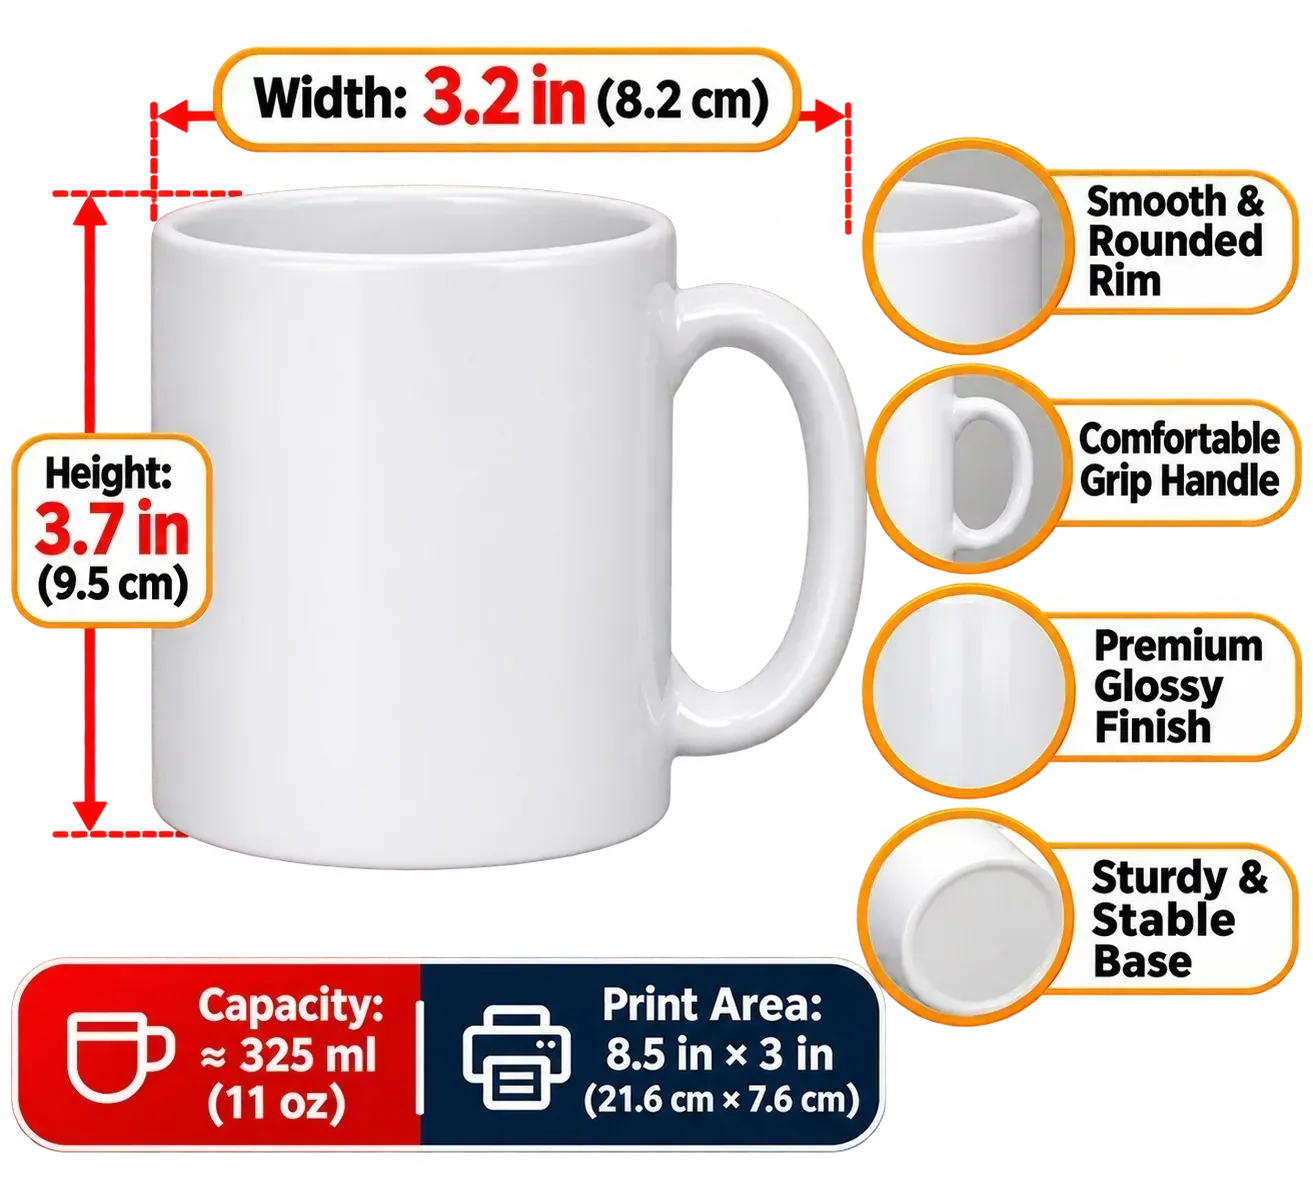 Width: 3.2 in (8.2 cm)
Smooth &
Rounded
Rim
Height:
3.7 in
(9.5 cm)
Comfortable
Grip Handle
Premium
Glossy
Finish
Sturdy &
Stable
Base
Capacity:
≈ 325 ml
(11 oz)
Print Area:
8.5 in × 3 in
(21.6 cm × 7.6 cm)